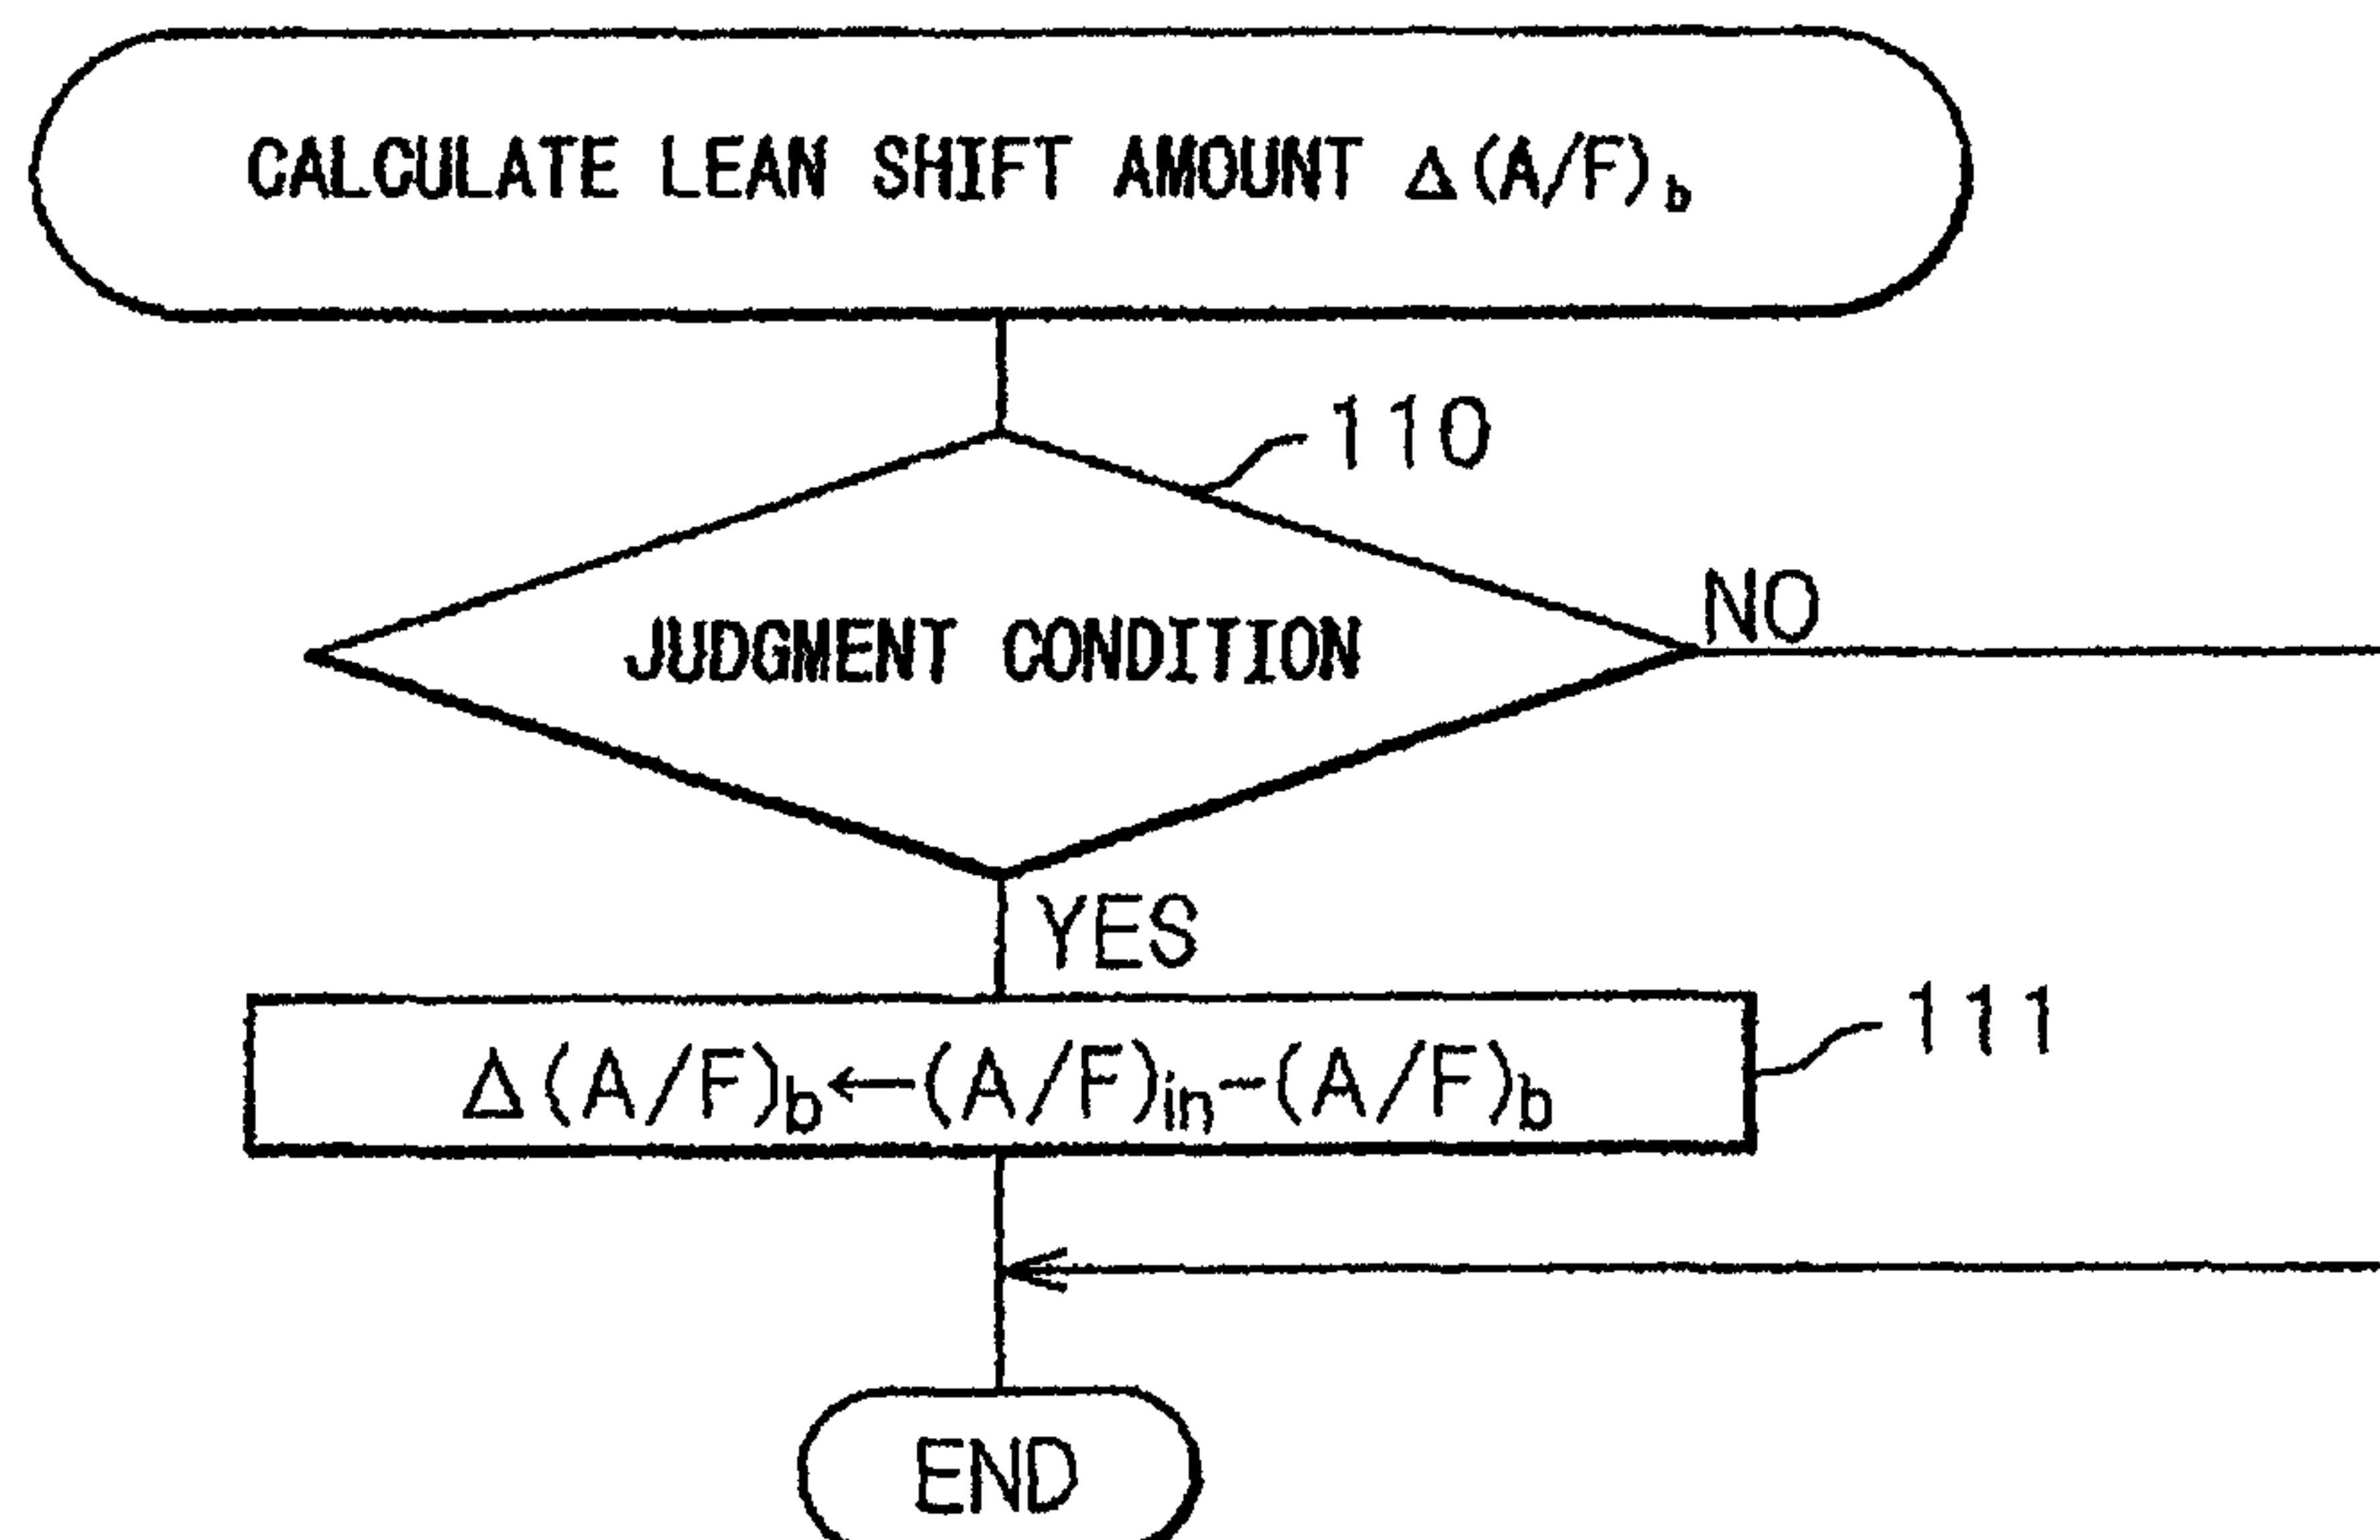 CALCULATE LEAN SHIFT AMOUNT Δ(A/F)b
110
JUDGMENT CONDITION
NO
YES
Δ(A/F)b←(A/F)in-(A/F)b
111
END